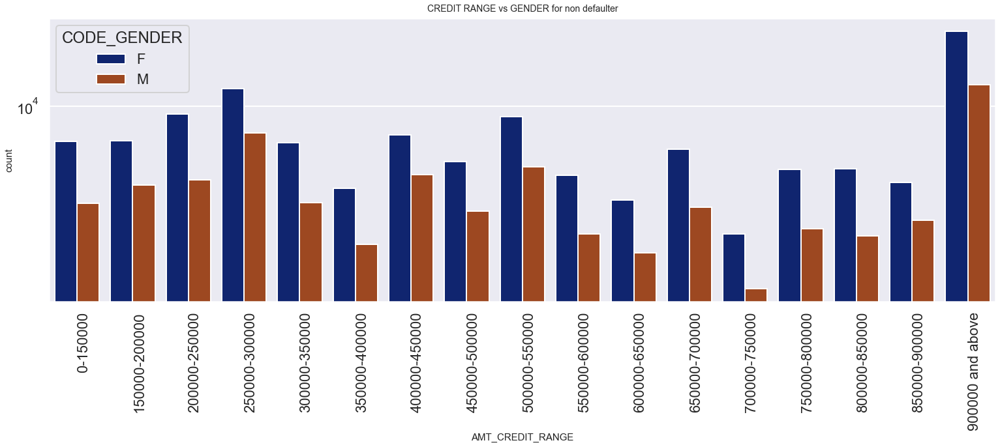 CREDIT RANGE vs GENDER for non defaulter
CODE_GENDER
F
M
10^4
count
0-150000
150000-200000
200000-250000
250000-300000
300000-350000
350000-400000
400000-450000
450000-500000
500000-550000
550000-600000
600000-650000
650000-700000
700000-750000
750000-800000
800000-850000
850000-900000
900000 and above
AMT_CREDIT_RANGE